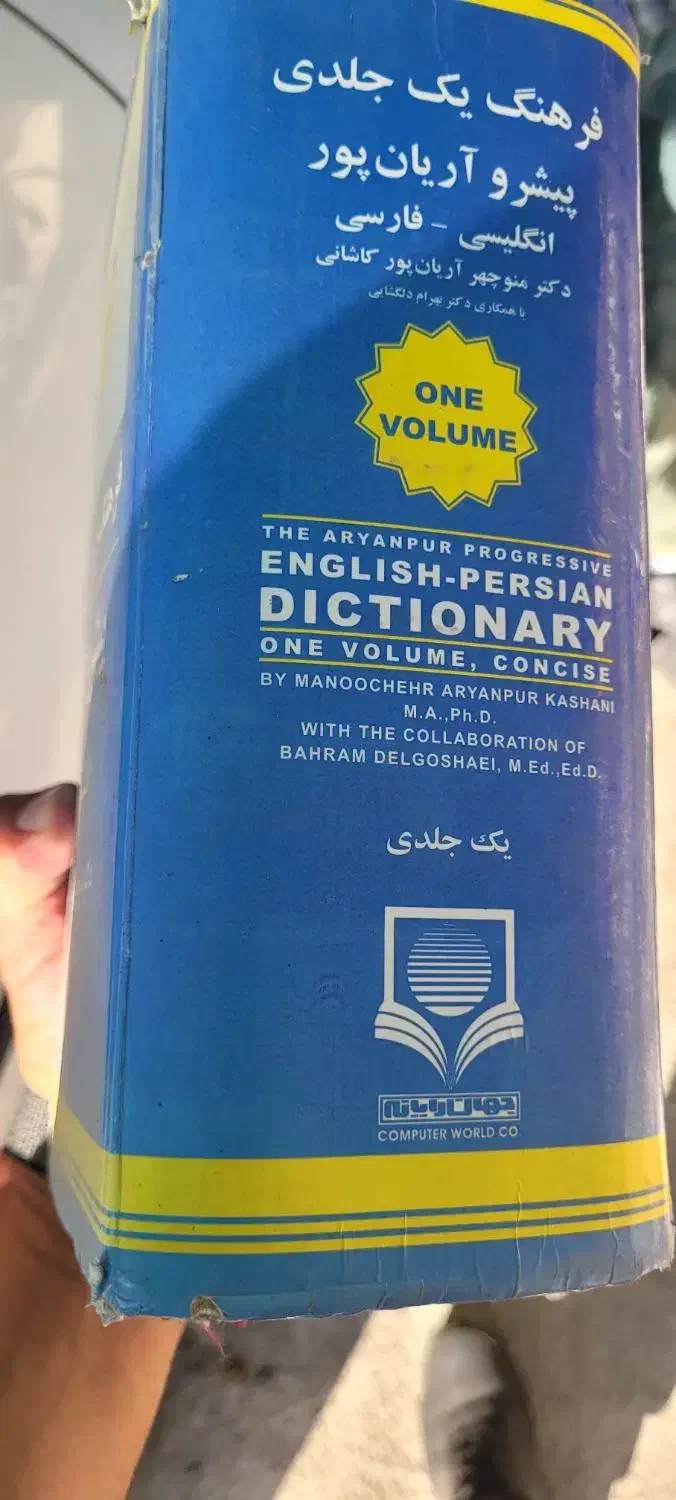 فرهنگ یک جلدی
پیشرو آریان‌پور
انگلیسی - فارسی
دکتر منوچهر آریان‌پور کاشانی
با همکاری دکتر بهرام دلگشایی
ONE
VOLUME
THE ARYANPUR PROGRESSIVE
ENGLISH-PERSIAN
DICTIONARY
ONE VOLUME, CONCISE
BY MANOOCHEHR ARYANPUR KASHANI
M.A.,Ph.D.
WITH THE COLLABORATION OF
BAHRAM DELGOSHAEI, M.Ed.,Ed.D.
یک جلدی
جهان رایانه
COMPUTER WORLD CO.